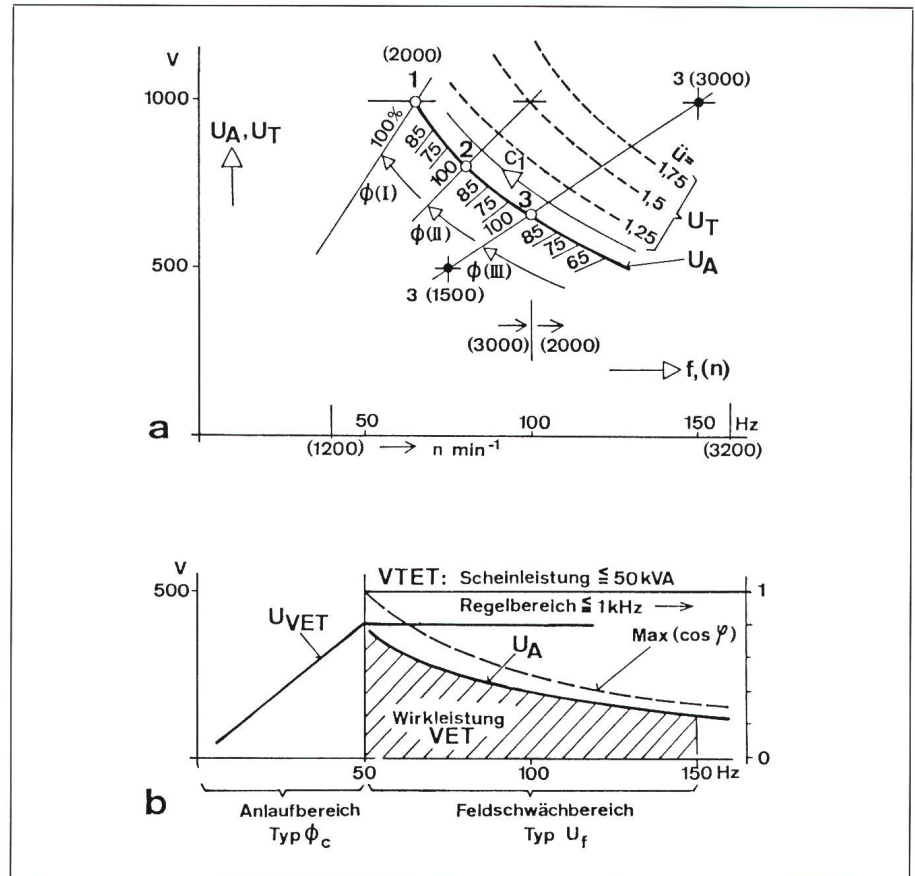 V
(2000)
1
3 (3000)
1000
U_A, U_T
100%
85
75
100
2
85
75
100
3
85
75
65
C_1
Ü=
1,75
1,5
1,25
U_T
U_A
ϕ(I)
ϕ(II)
ϕ(III)
500
3 (1500)
(3000) (2000)
f,(n)
a
50 100 150 Hz
(1200) n min⁻¹ (3200)
V
500
VTET: Scheinleistung ≦ 50 kVA
1
Regelbereich ≦ 1 kHz
U_VET
U_A
Max (cos φ)
Wirkleistung
VET
0
50 100 150 Hz
b
Anlaufbereich
Typ ϕ_c
Feldschwächbereich
Typ U_f